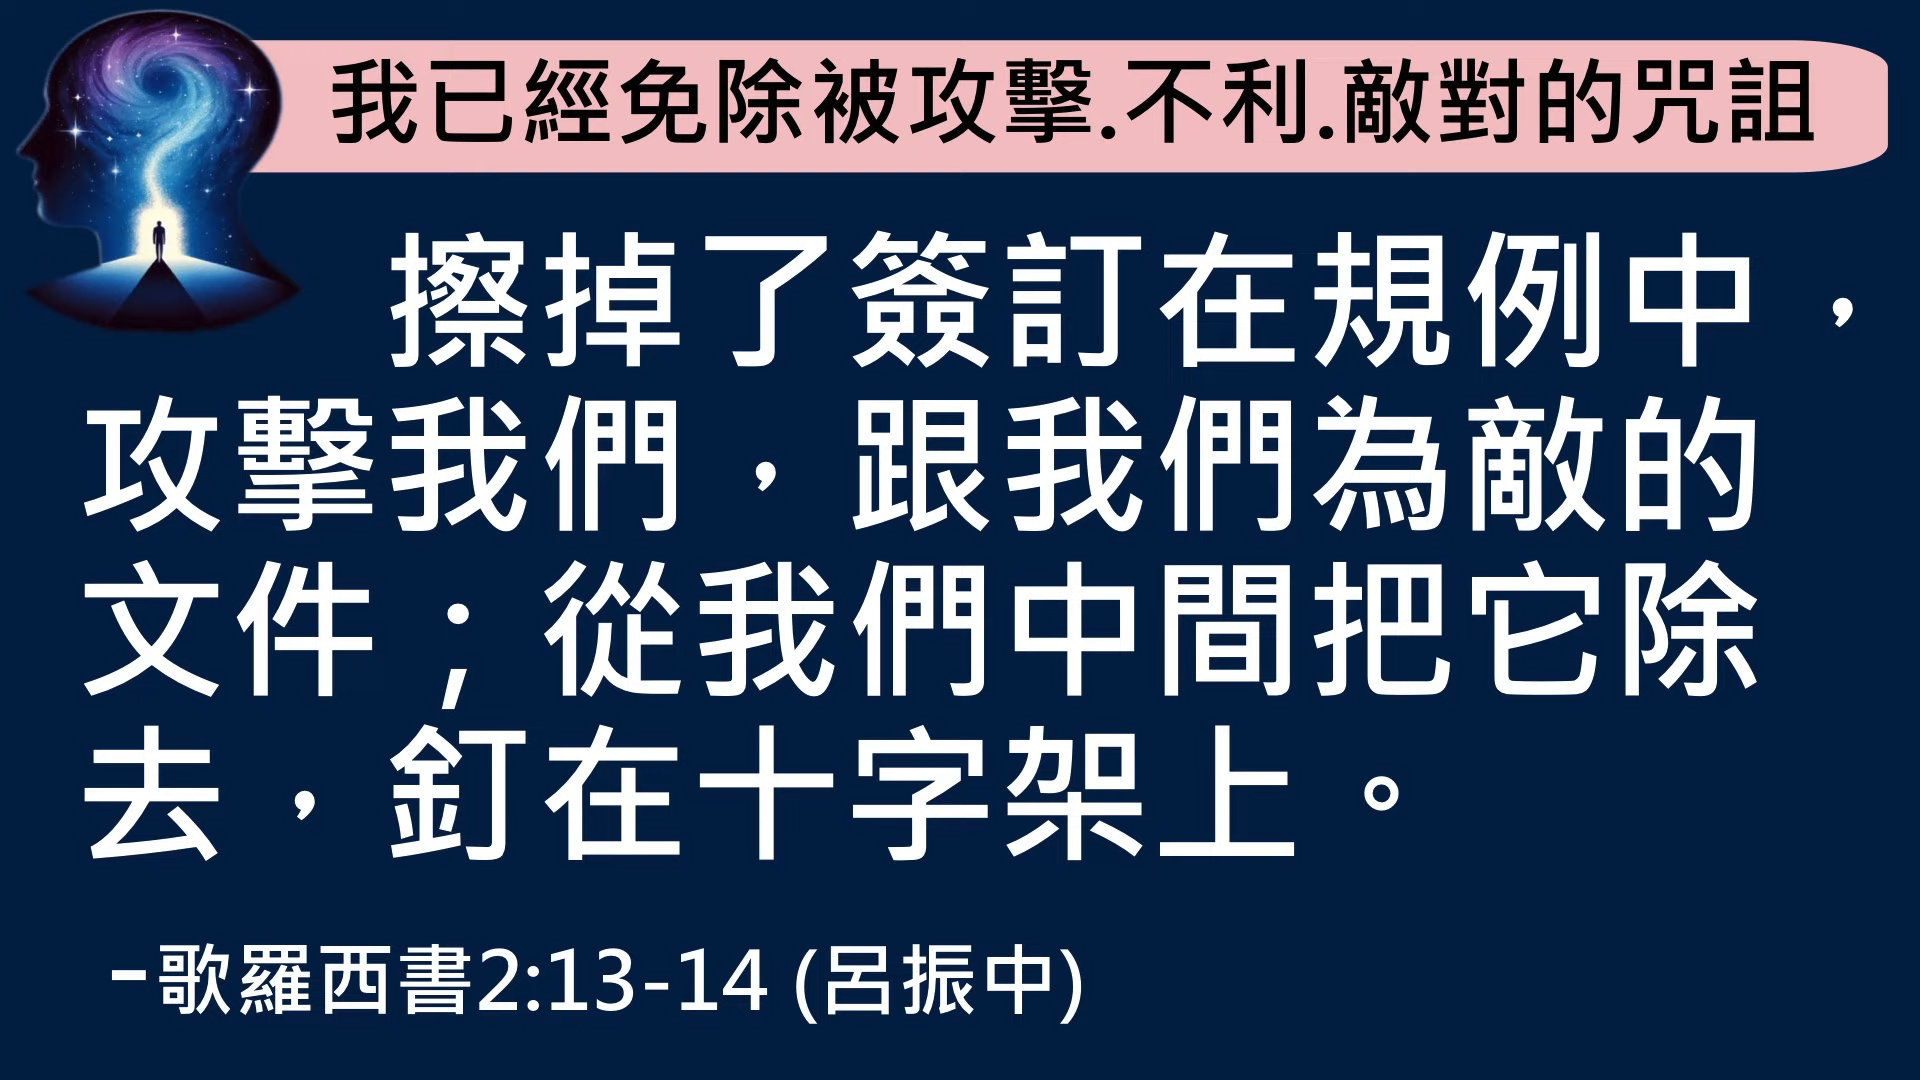 我已經免除被攻擊.不利.敵對的咒詛
擦掉了簽訂在規例中，
攻擊我們，跟我們為敵的
文件；從我們中間把它除
去，釘在十字架上。
-歌羅西書2:13-14 (呂振中)